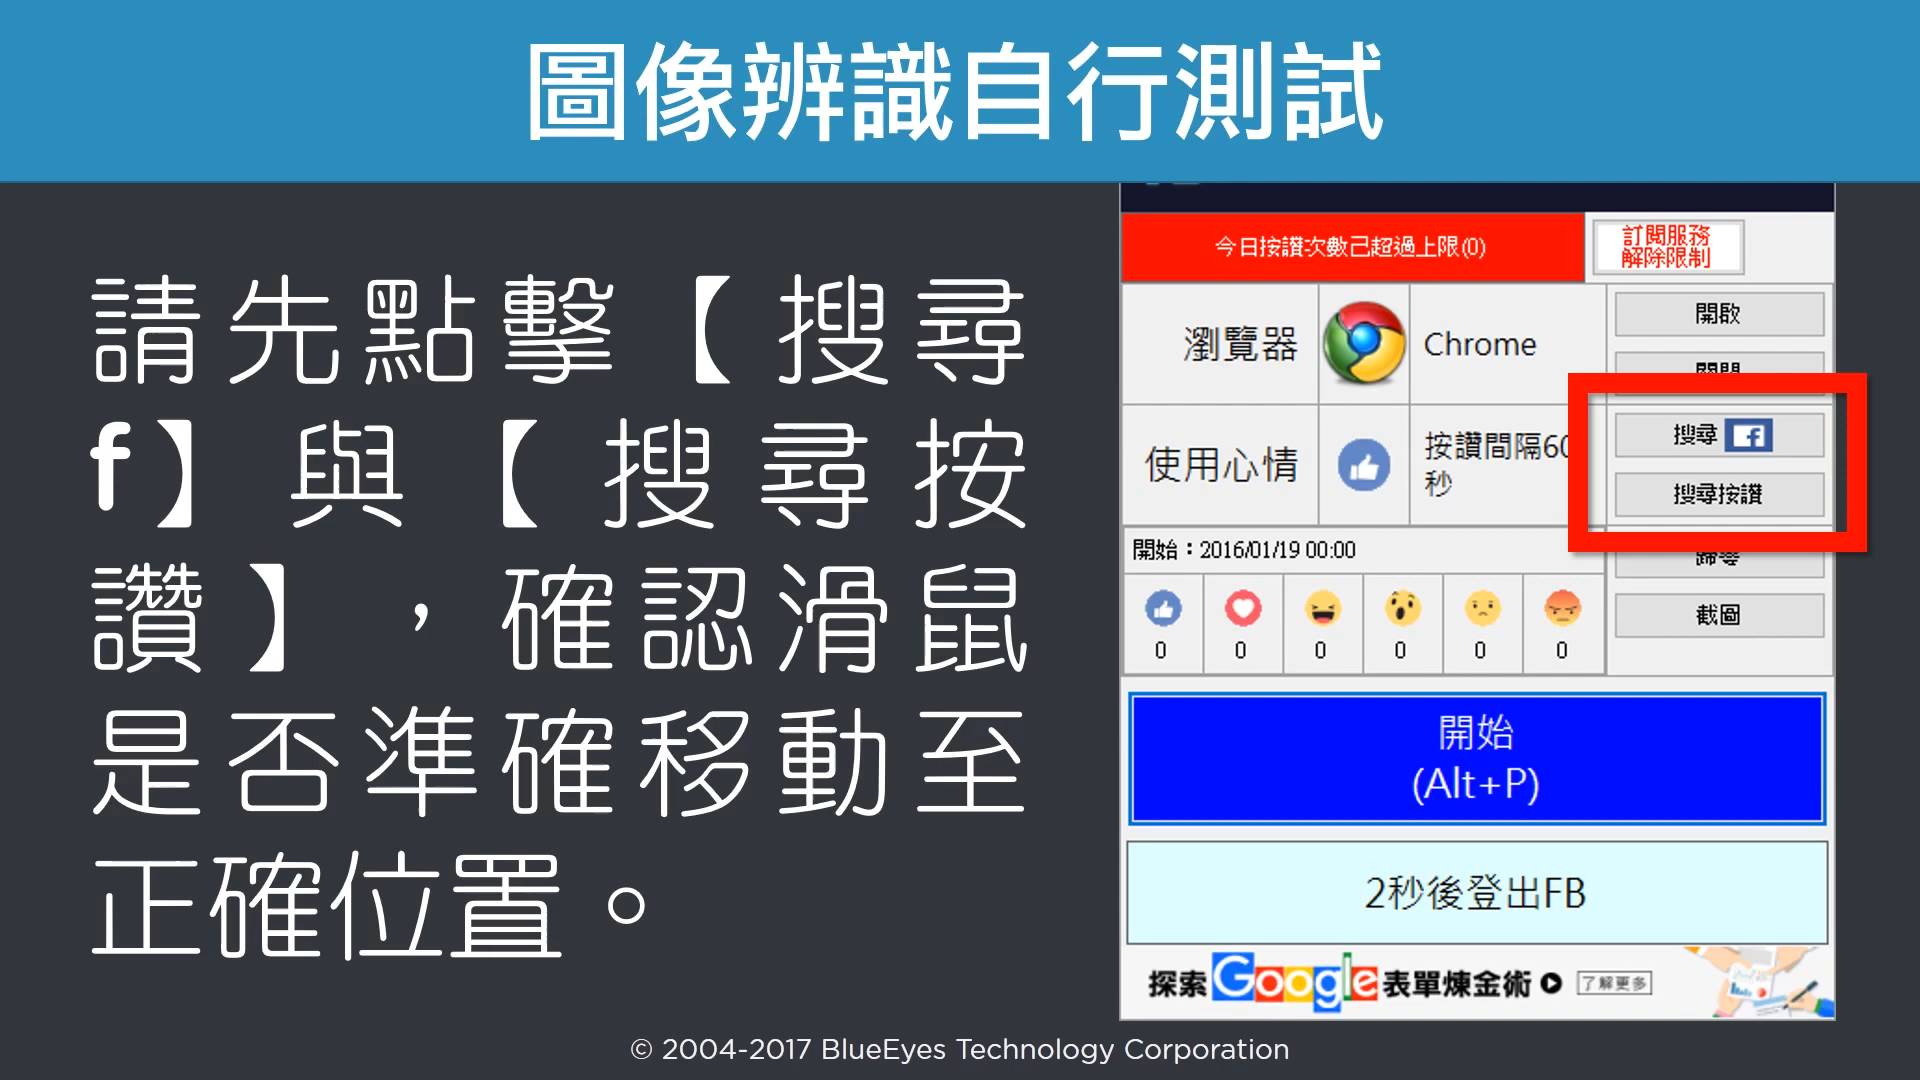 圖像辨識自行測試
請先點擊【搜尋
f】與【搜尋按
讚】，確認滑鼠
是否準確移動至
正確位置。
今日按讚次數己超過上限(0)
訂閱服務
解除限制
瀏覽器
Chrome
開啟
搜尋 f
搜尋按讚
使用心情
按讚間隔60
秒
開始：2016/01/19 00:00
0 0 0 0 0 0
截圖
開始
(Alt+P)
2秒後登出FB
探索Google表單煉金術
了解更多
© 2004-2017 BlueEyes Technology Corporation